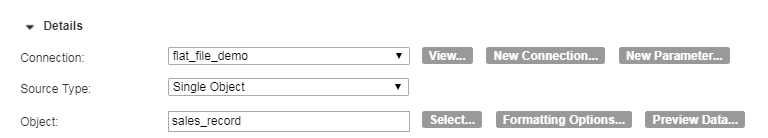 Details
Connection: flat_file_demo View... New Connection... New Parameter...
Source Type: Single Object
Object: sales_record Select... Formatting Options... Preview Data...